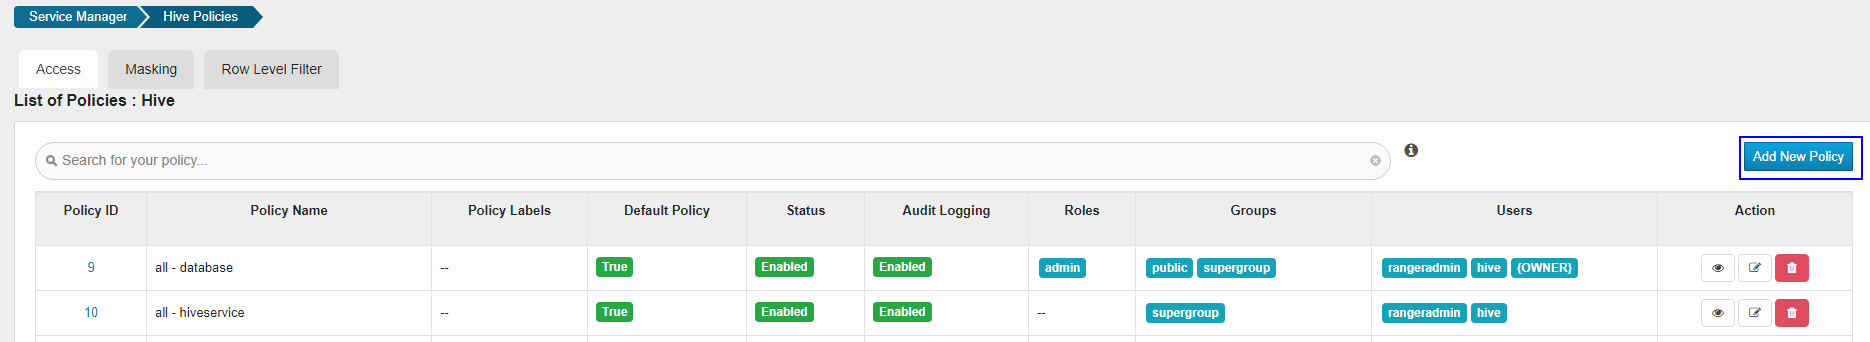 Service Manager Hive Policies
Access Masking Row Level Filter
List of Policies : Hive
Search for your policy...
Add New Policy
Policy ID Policy Name Policy Labels Default Policy Status Audit Logging Roles Groups Users Action
9 all - database -- True Enabled Enabled admin public supergroup rangeradmin hive {OWNER}
10 all - hiveservice -- True Enabled Enabled -- supergroup rangeradmin hive